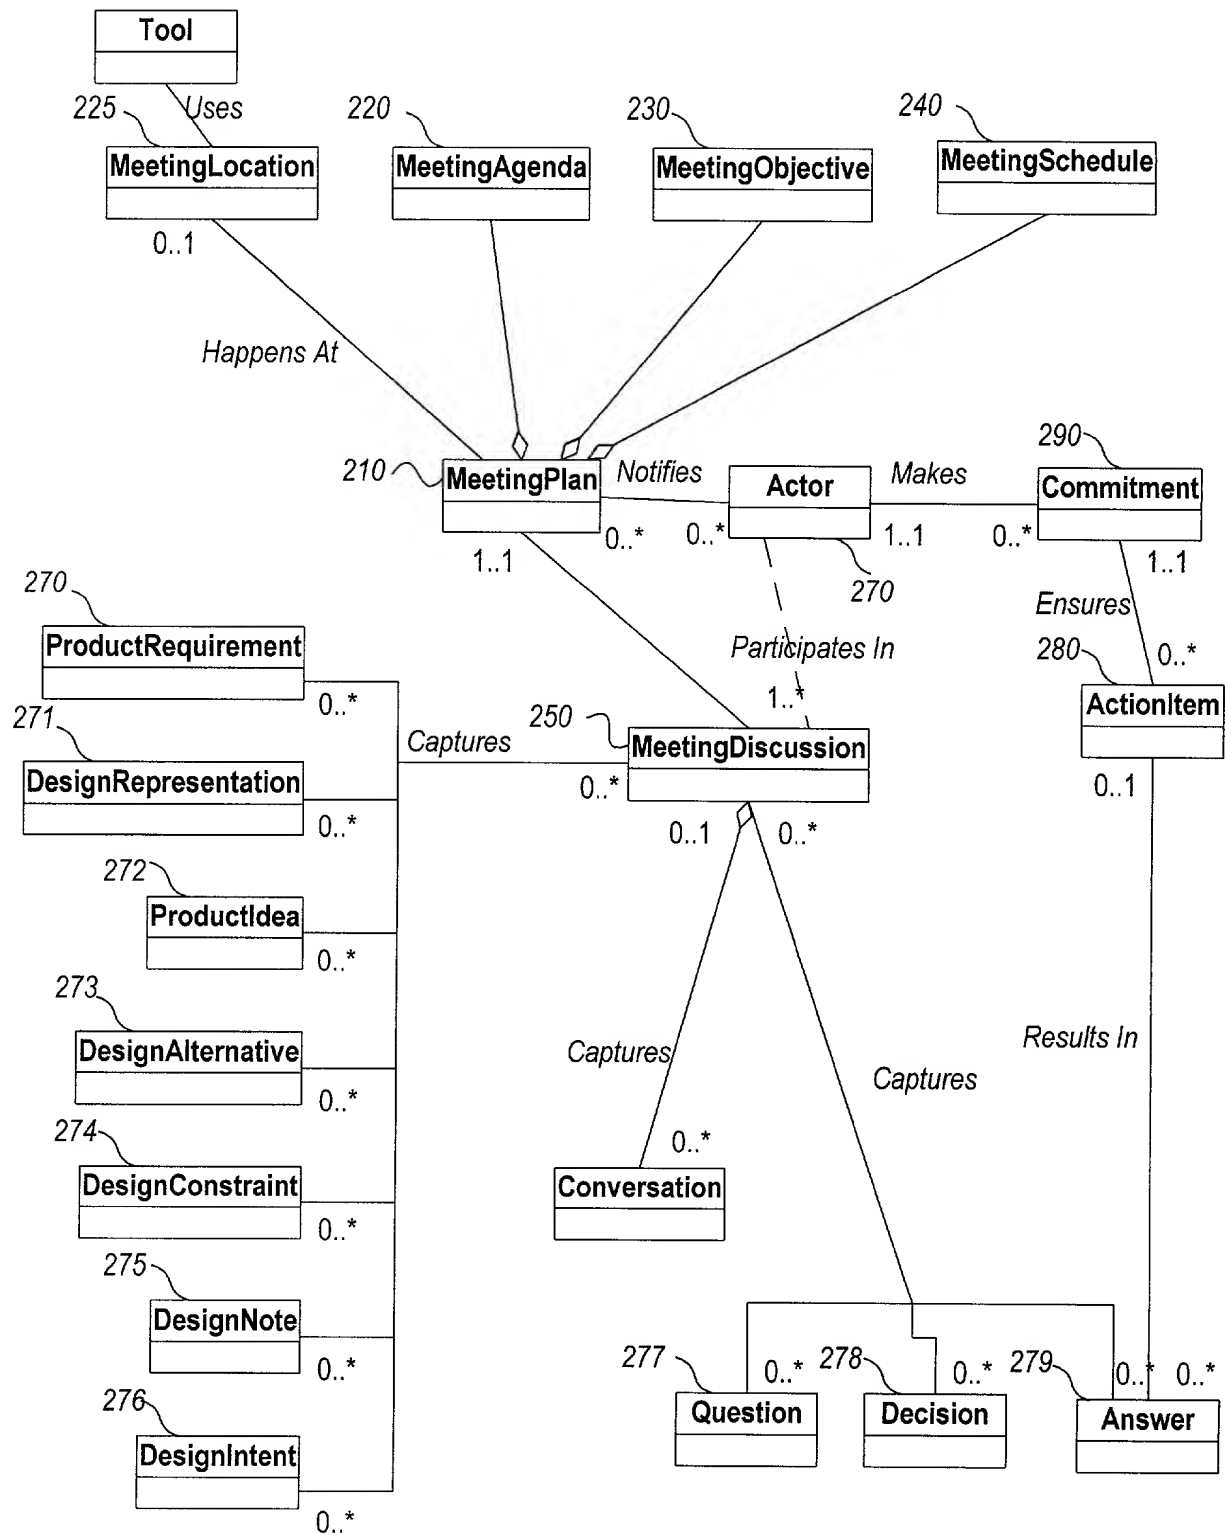 Tool
Uses
225
220
230
240
MeetingLocation
MeetingAgenda
MeetingObjective
MeetingSchedule
0..1
Happens At
210
MeetingPlan
Notifies
Actor
Makes
290
Commitment
1..1
0..*
0..*
1..1
0..*
1..1
270
270
Ensures
ProductRequirement
Participates In
280
0..*
0..*
1..*
ActionItem
271
Captures
250
MeetingDiscussion
DesignRepresentation
0..*
0..1
0..*
0..1
0..*
272
ProductIdea
0..*
273
DesignAlternative
Captures
Captures
Results In
0..*
274
0..*
DesignConstraint
Conversation
0..*
275
DesignNote
0..*
277
0..*
278
0..*
279
0..*
0..*
276
Question
Decision
Answer
DesignIntent
0..*